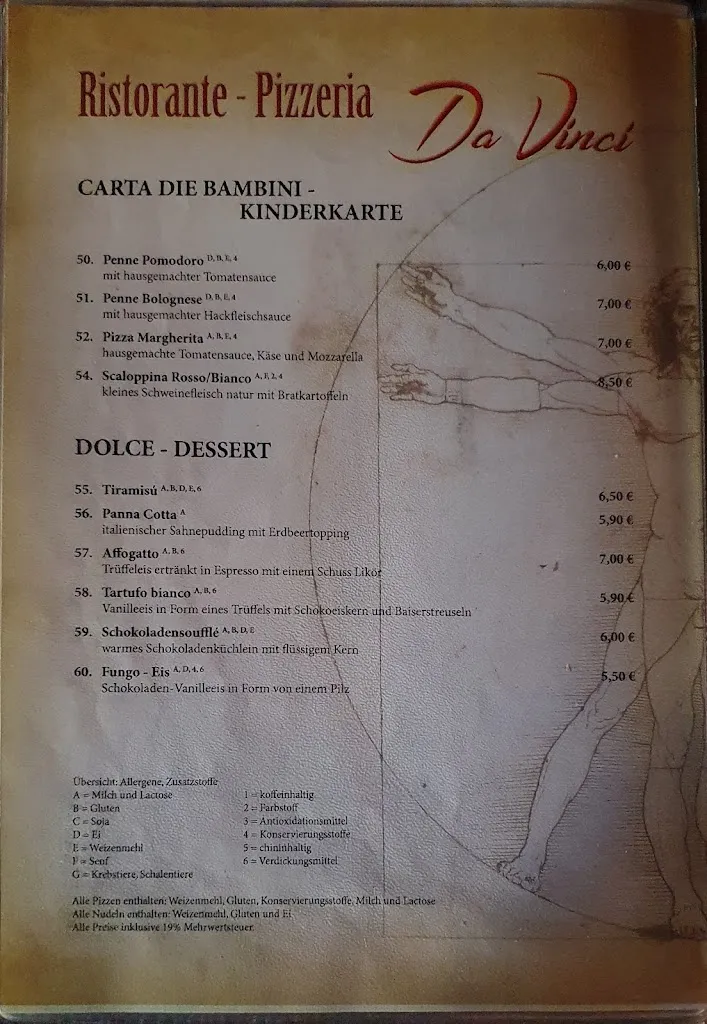 Ristorante - Pizzeria Da Vinci
CARTA DIE BAMBINI -
KINDERKARTE
50. Penne Pomodoro D, B, E, 4 6,00 €
mit hausgemachter Tomatensauce
51. Penne Bolognese D, B, E, 4 7,00 €
mit hausgemachter Hackfleischsauce
52. Pizza Margherita A, B, E, 4 7,00 €
hausgemachte Tomatensauce, Käse und Mozzarella
54. Scaloppina Rosso/Bianco A, E, 2, 4 8,50 €
kleines Schweinefleisch natur mit Bratkartoffeln
DOLCE - DESSERT
55. Tiramisú A, B, D, E, 6 6,50 €
56. Panna Cotta A 5,90 €
italienischer Sahnepudding mit Erdbeertopping
57. Affogatto A, B, 6 7,00 €
Trüffeleis ertränkt in Espresso mit einem Schuss Likör
58. Tartufo bianco A, B, 6 5,90 €
Vanilleeis in Form eines Trüffels mit Schokoeiskern und Baiserstreuseln
59. Schokoladensoufflé A, B, D, E 6,00 €
warmes Schokoladenküchlein mit flüssigem Kern
60. Fungo - Eis A, D, 4, 6 5,50 €
Schokoladen-Vanilleeis in Form von einem Pilz
Übersicht: Allergene, Zusatzstoffe
A = Milch und Lactose
B = Gluten
C = Soja
D = Ei
E = Weizenmehl
F = Senf
G = Krebstiere, Schalentiere
1 = koffeinhaltig
2 = Farbstoff
3 = Antioxidationsmittel
4 = Konservierungsstoffe
5 = chininhaltig
6 = Verdickungsmittel
Alle Pizzen enthalten: Weizenmehl, Gluten, Konservierungsstoffe, Milch und Lactose
Alle Nudeln enthalten: Weizenmehl, Gluten und Ei
Alle Preise inklusive 19% Mehrwertsteuer.